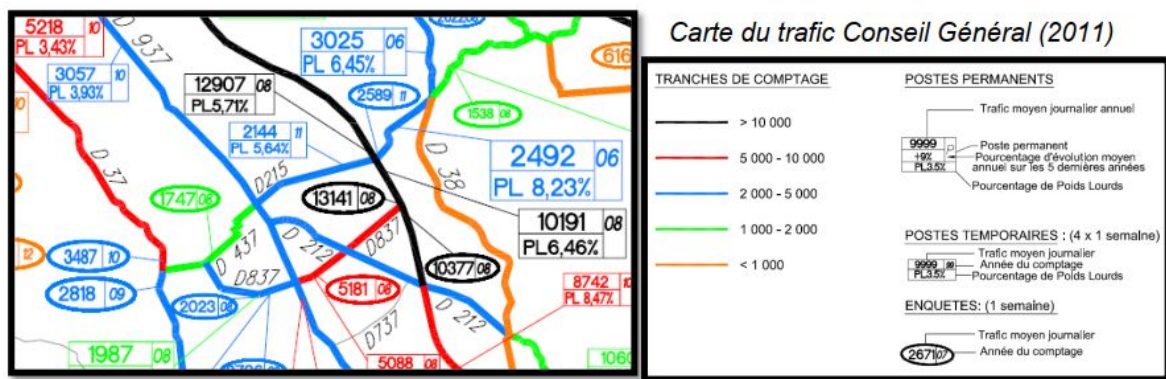 Carte du trafic Conseil Général (2011)
5218 10
PL 3,43%
D 937
3025 06
PL 6,45%
616
3057 10
PL 3,93%
12907 08
PL5,71%
2589 11
1538 08
2144 11
PL 5,64%
2492 06
PL 8,23%
D 37
D 38
D215
1747 08
13141 08
10191 08
PL6,46%
12
3487 10
D 437
D 212
D837
10377 08
2818 09
D837
2023 08
5181 08
8742 10
PL 8,47%
D 212
D737
1987 08
5088 08
1060
TRANCHES DE COMPTAGE
> 10 000
5 000 - 10 000
2 000 - 5 000
1 000 - 2 000
< 1 000
POSTES PERMANENTS
Trafic moyen journalier annuel
9999 P
+9%
PL3.5%
Poste permanent
Pourcentage d'évolution moyen
annuel sur les 5 dernières années
Pourcentage de Poids Lourds
POSTES TEMPORAIRES : (4 x 1 semaine)
Trafic moyen journalier
9999
PL3.5%
Année du comptage
Pourcentage de Poids Lourds
ENQUETES: (1 semaine)
Trafic moyen journalier
2671 07
Année du comptage